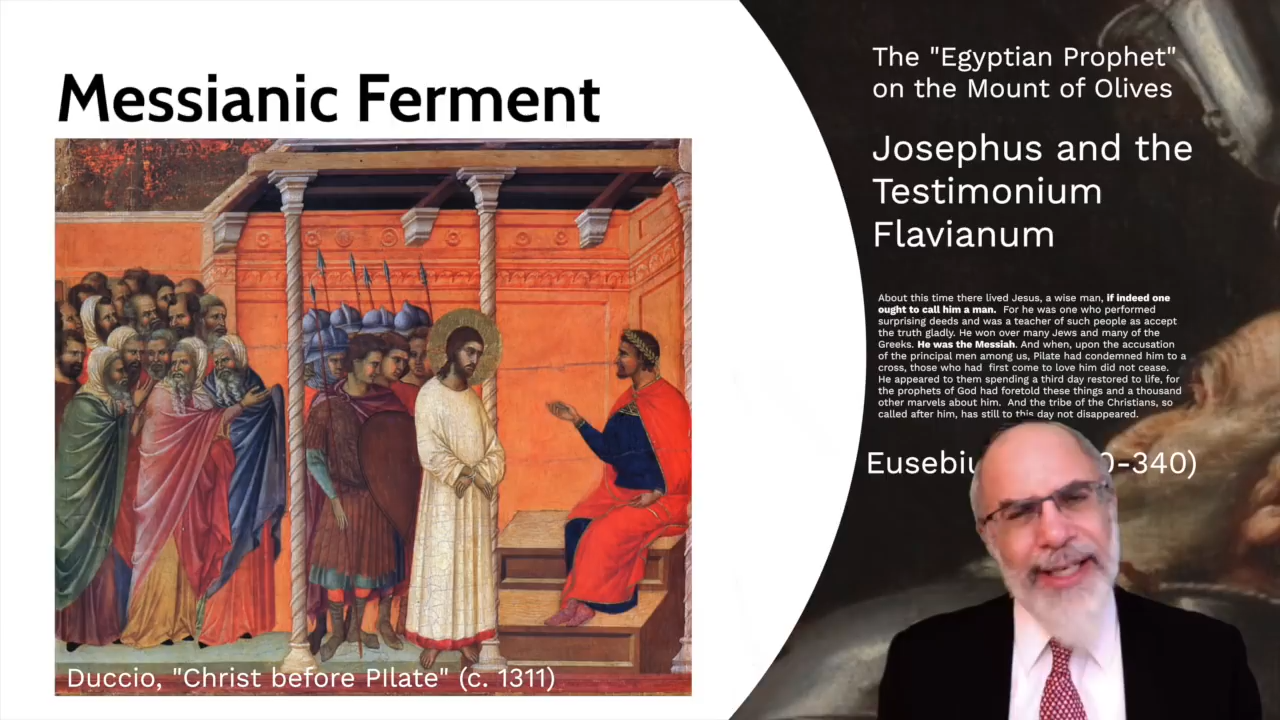 Messianic Ferment
Duccio, "Christ before PIlate" (c. 1311)
The "Egyptian Prophet"
on the Mount of Olives
Josephus and the
Testimonium
Flavianum
About this time there lived Jesus, a wise man, if indeed one
ought to call him a man. For he was one who performed
surprising deeds and was a teacher of such people as accept
the truth gladly. He won over many Jews and many of the
Greeks. He was the Messiah. And when, upon the accusation
of the principal men among us, Pilate had condemned him to a
cross, those who had first come to love him did not cease.
He appeared to them spending a third day restored to life, for
the prophets of God had foretold these things and a thousand
other marvels about him. And the tribe of the Christians, so
called after him, has still to this day not disappeared.
0-340)